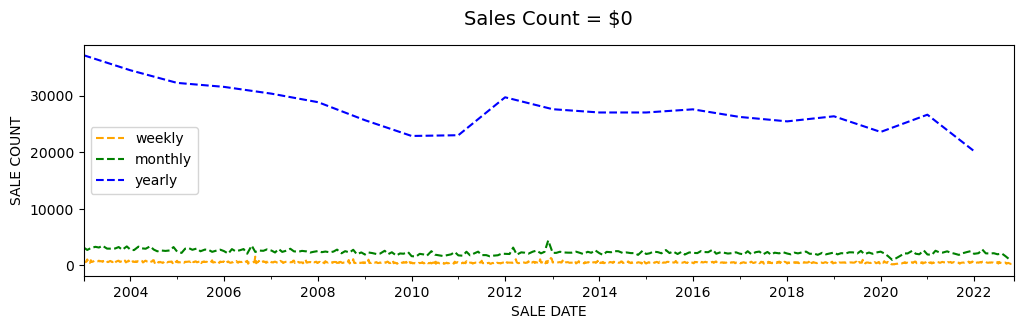 Sales Count = $0
SALE COUNT
30000
20000
10000
0
weekly
monthly
yearly
2004 2006 2008 2010 2012 2014 2016 2018 2020 2022
SALE DATE